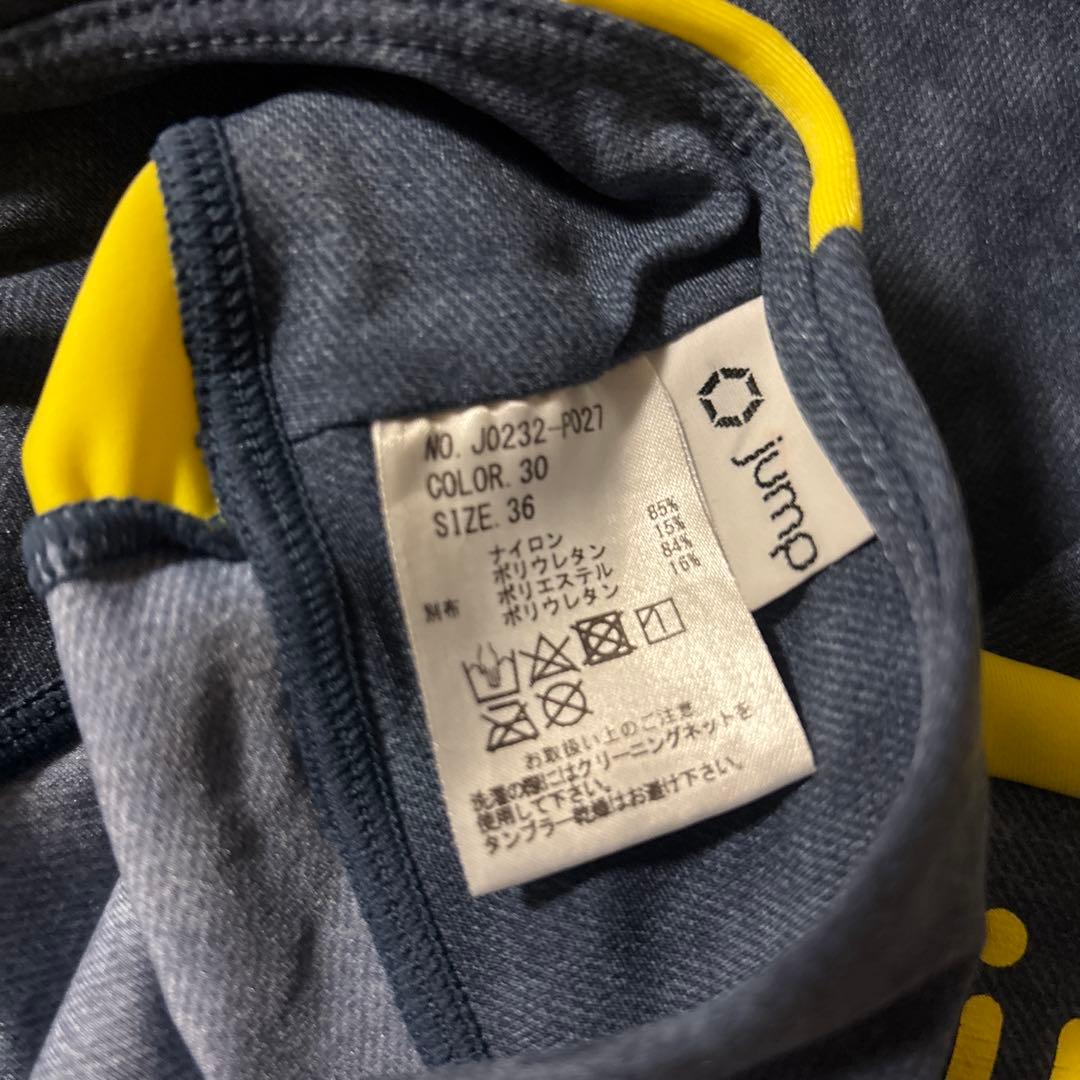 NO. J0232-P027
COLOR. 30
SIZE. 36
ナイロン 85%
ポリウレタン 15%
別布 ポリエステル 84%
ポリウレタン 16%
お取扱い上のご注意
洗濯の際にはクリーニングネットを
使用して下さい。
タンブラー乾燥はお避け下さい。
jump